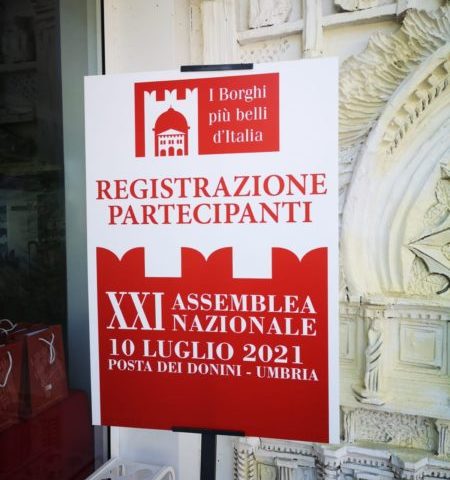 I Borghi
più belli
d'Italia
REGISTRAZIONE
PARTECIPANTI
XXI ASSEMBLEA
NAZIONALE
10 LUGLIO 2021
POSTA DEI DONINI - UMBRIA